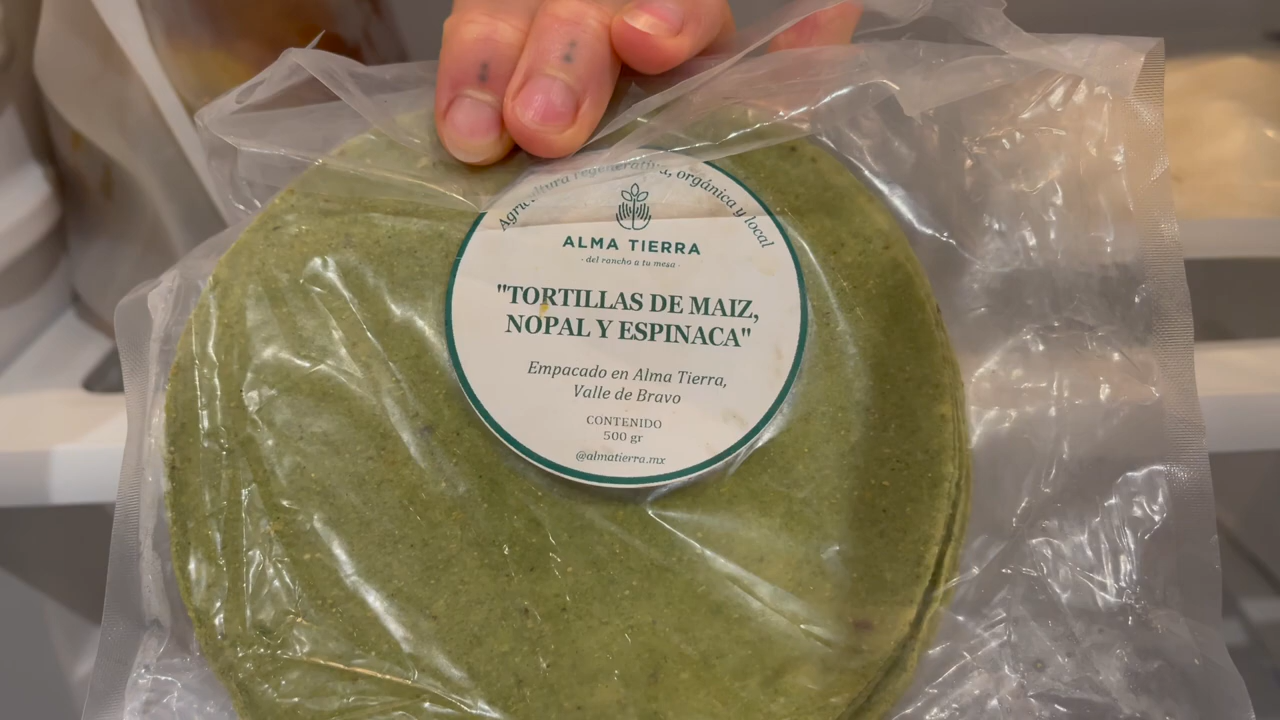 Agricultura regenerativa, orgánica y local
ALMA TIERRA
- del rancho a tu mesa -
"TORTILLAS DE MAIZ,
NOPAL Y ESPINACA"
Empacado en Alma Tierra,
Valle de Bravo
CONTENIDO
500 gr
@almatierra.mx